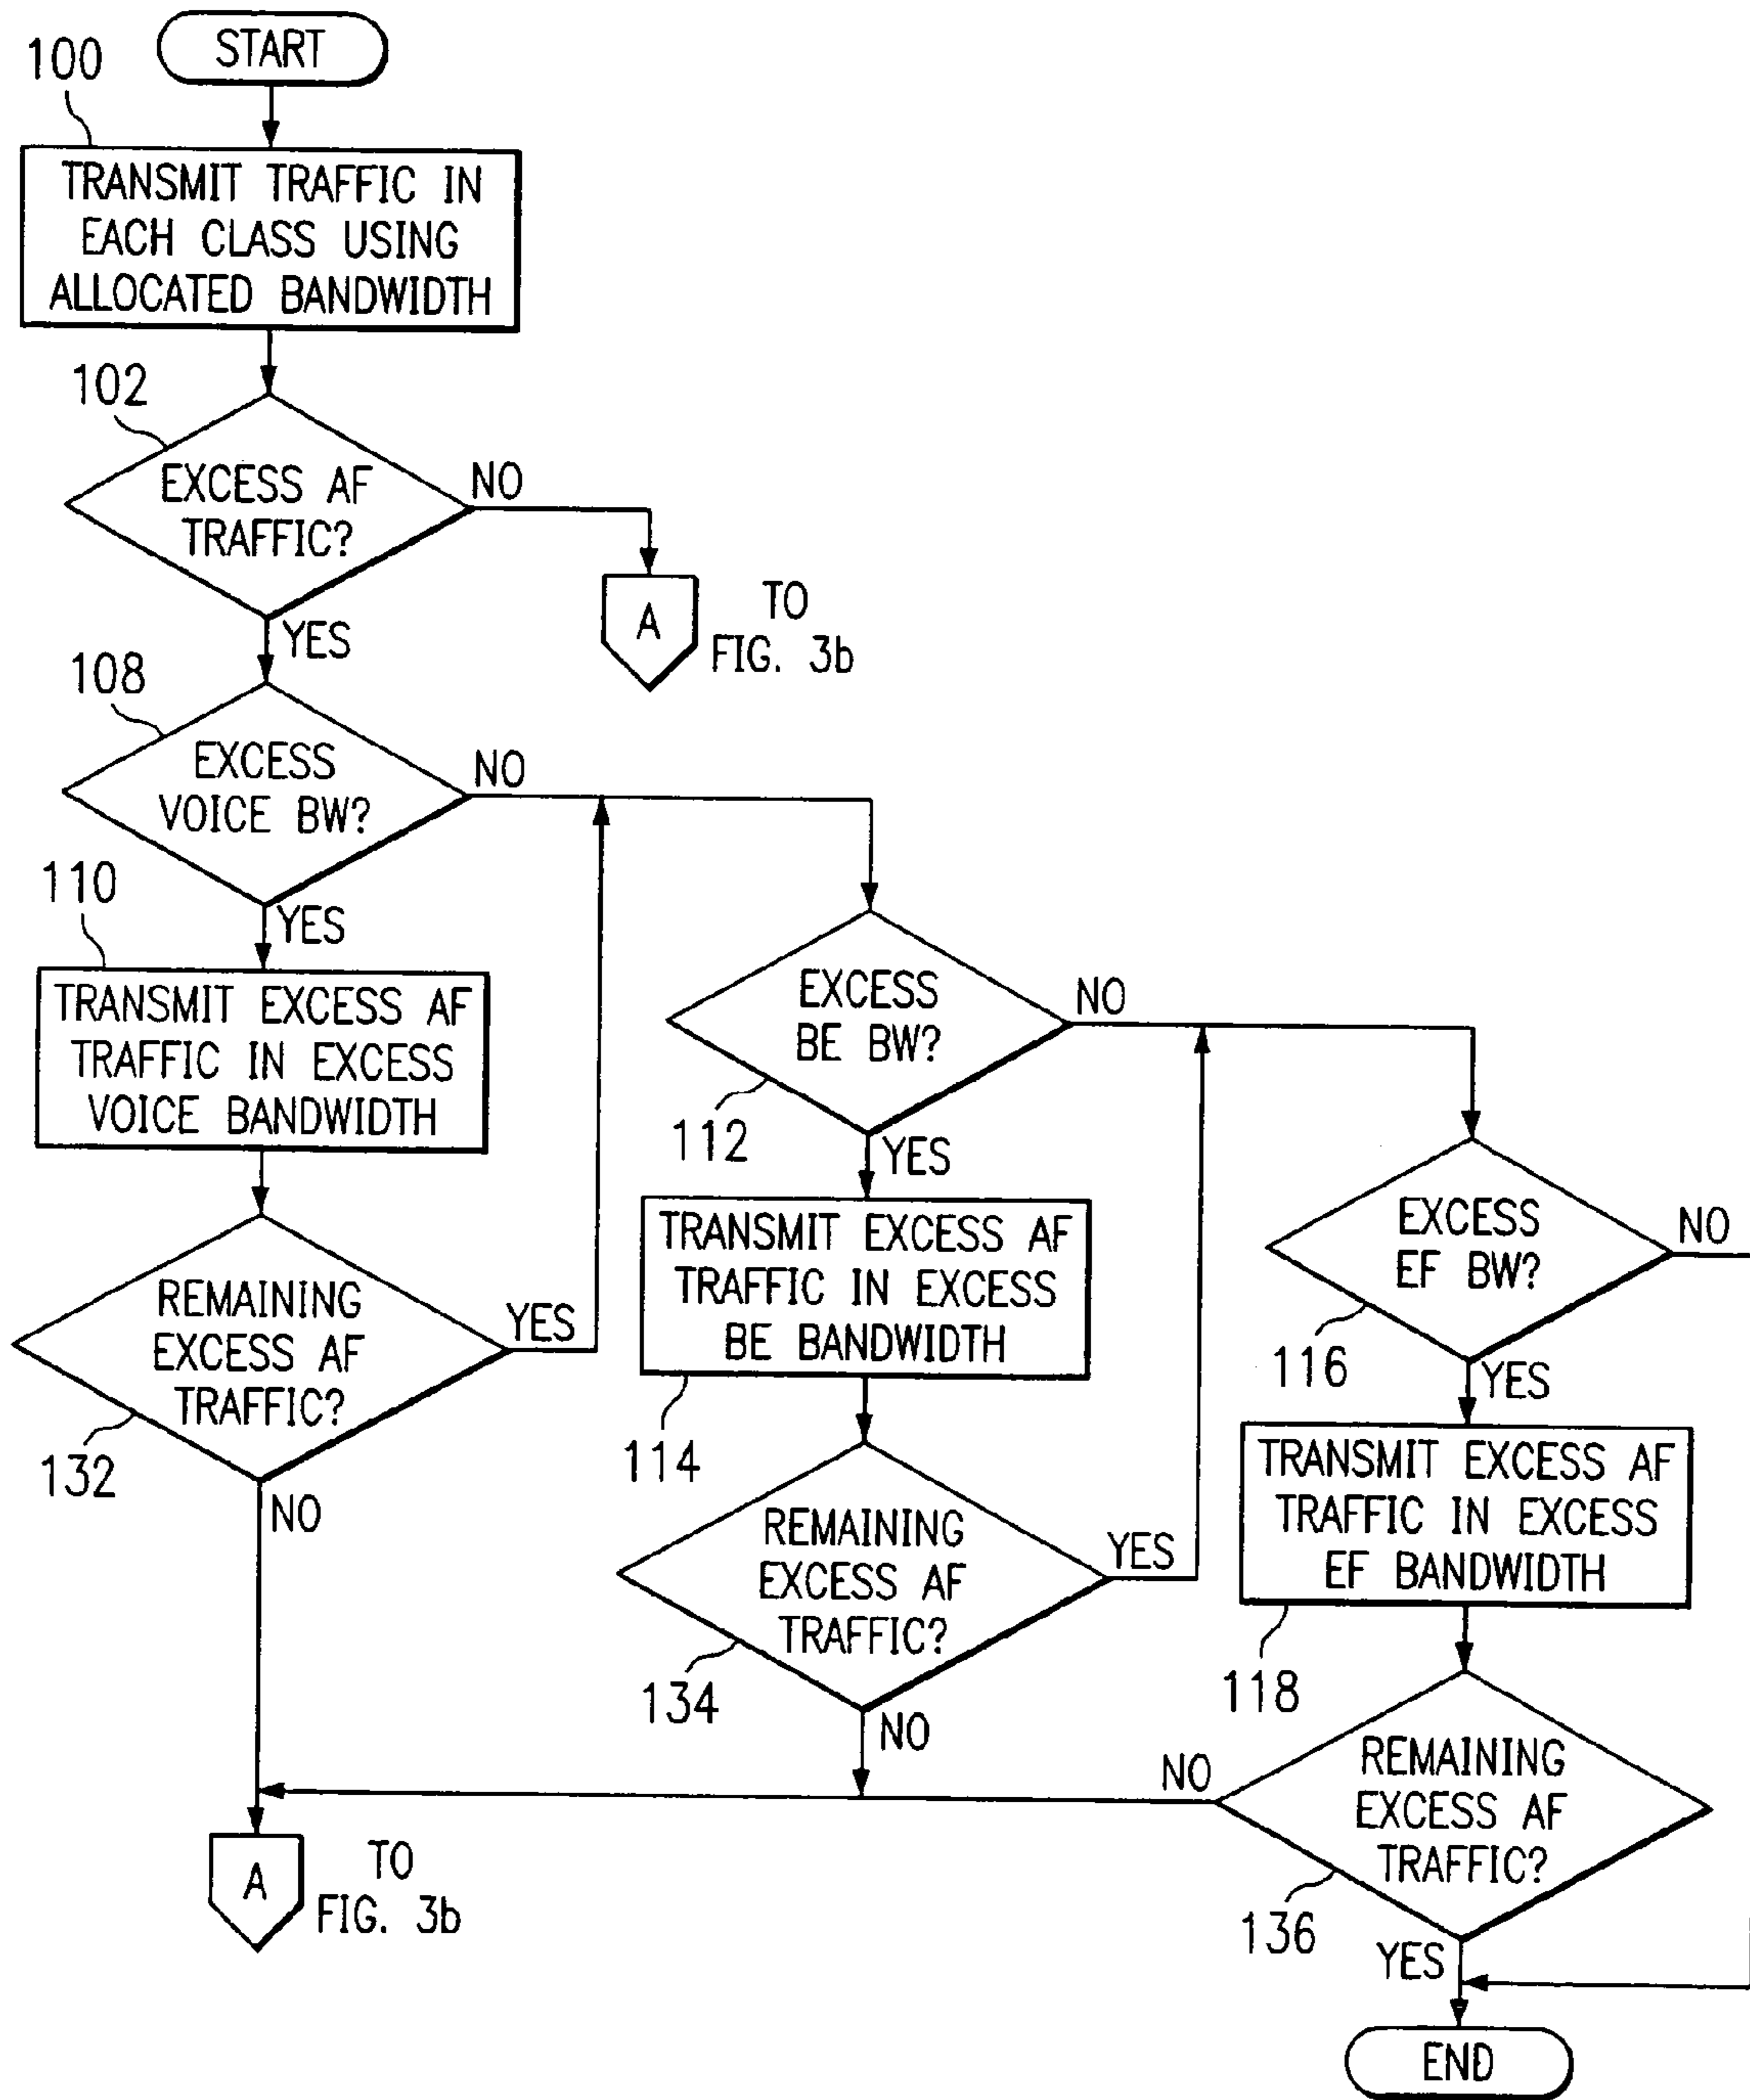 START
100
TRANSMIT TRAFFIC IN
EACH CLASS USING
ALLOCATED BANDWIDTH
102
EXCESS AF
TRAFFIC?
NO
A
TO
FIG. 3b
YES
108
EXCESS
VOICE BW?
NO
YES
110
TRANSMIT EXCESS AF
TRAFFIC IN EXCESS
VOICE BANDWIDTH
REMAINING
EXCESS AF
TRAFFIC?
YES
132
NO
EXCESS
BE BW?
NO
112
YES
TRANSMIT EXCESS AF
TRAFFIC IN EXCESS
BE BANDWIDTH
114
REMAINING
EXCESS AF
TRAFFIC?
YES
134
NO
EXCESS
EF BW?
NO
116
YES
TRANSMIT EXCESS AF
TRAFFIC IN EXCESS
EF BANDWIDTH
118
REMAINING
EXCESS AF
TRAFFIC?
NO
136
YES
A
TO
FIG. 3b
END